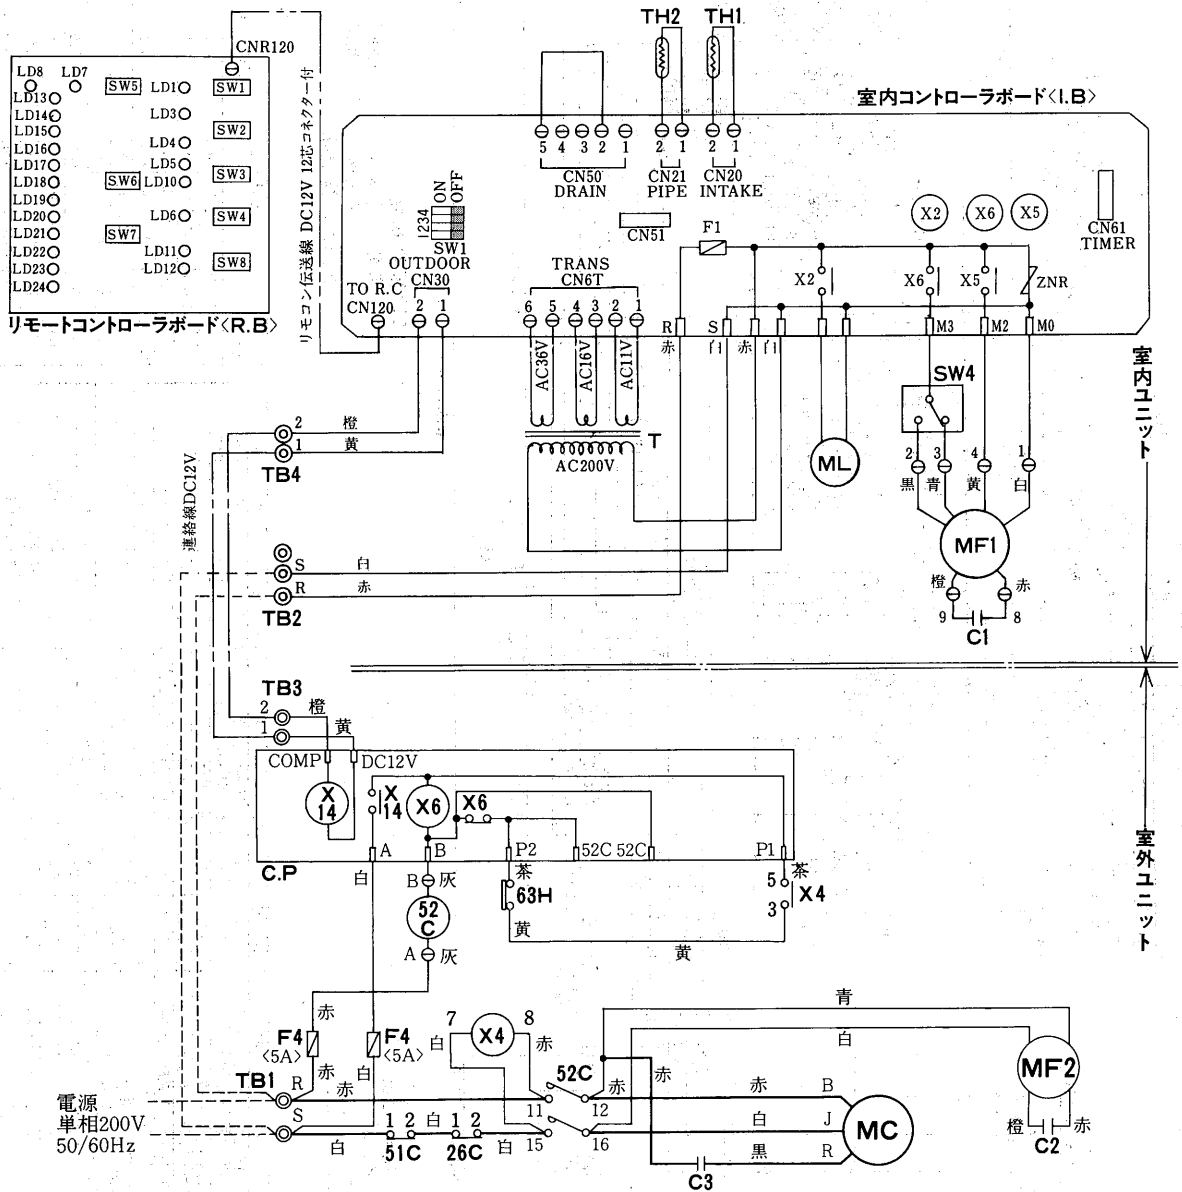 TH2 TH1
CNR120
LD8 LD7
SW5 LD1 SW1
LD13
LD14 LD3
LD15 SW2
LD16 LD4
LD17 LD5 SW3
LD18 SW6 LD10
LD19
LD20 LD6 SW4
LD21 SW7
LD22 LD11
LD23 LD12 SW8
LD24
リモートコントローラボード〈R.B〉
リモコン伝送線 DC12V 12芯コネクター付
室内コントローラボード〈I.B〉
5 4 3 2 1
CN50
DRAIN
2 1
CN21
PIPE
2 1
CN20
INTAKE
ON
OFF
1234
SW1
OUTDOOR
CN30
2 1
TO R.C
CN120
CN51
F1
X2 X6 X5
CN61
TIMER
TRANS
CN6T
6 5 4 3 2 1
X2 X6 X5 ZNR
R S M3 M2 M0
赤 白 赤 白
AC36V AC16V AC11V
T
AC200V
SW4
ML
2 3 4 1
黒 青 黄 白
MF1
橙 赤
9 8
C1
室内ユニット
2 橙
1 黄
TB4
連絡線DC12V
S 白
R 赤
TB2
TB3
2 橙
1 黄
COMP DC12V
X
14
X
14
X6 X6
A B P2 52C 52C P1
C.P
白
B 灰
茶
63H
黄
茶
5
3
X4
黄
52
C
A 灰
室外ユニット
赤
F4
〈5A〉
赤
F4
〈5A〉
白
7 8
X4
白 赤
青
白
MF2
橙 赤
C2
52C
TB1
R 赤
S
電源
単相200V
50/60Hz
11 12
赤
赤
赤 B
1 2 白 1 2
白 51C 26C 白
15 16
白 J
MC
黒 R
C3